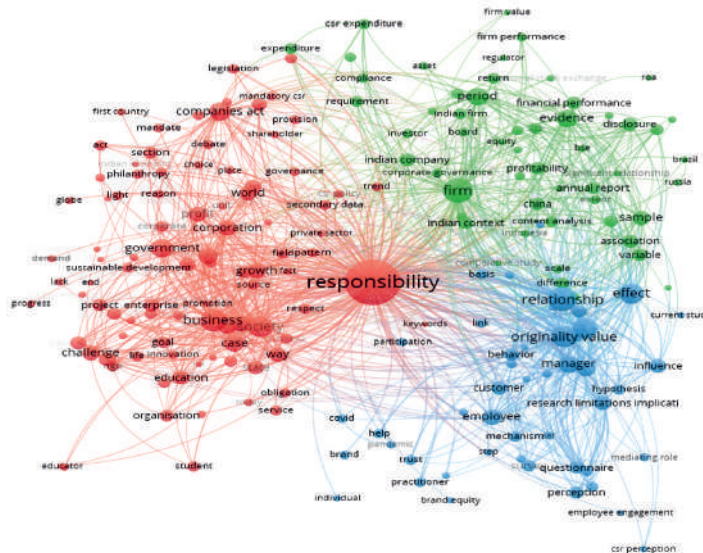 firm value
csr expenditure
firm performance
expenditure
regulator
legislation
asset
return
roa
compliance
mandatory csr
period
requirement
financial performance
first country
companies act
provision
indian firm
evidence
mandate
investor
board
disclosure
debate
shareholder
equity
bse
act
section
choice
place
indian company
brazil
governance
corporate governance
profitability
philanthropy
trend
russia
globe
light
reason
world
firm
annual report
secondary data
china
profit
sample
corporation
indian context
content analysis
private sector
association
government
variable
demand
fieldpattern
comparative study
sustainable development
growth
fact
basis
scale
lack
end
source
responsibility
difference
progress
project
enterprise
promotion
respect
relationship
effect
business
society
keywords
link
current stud
goal
case
originality value
challenge
way
participation
life
innovation
behavior
manager
influence
education
customer
hypothesis
obligation
research limitations implicati
organisation
service
covid
employee
help
mechanismier
pandemic
step
mediating role
brand
trust
educator
student
questionnaire
practitioner
perception
individual
brand equity
employee engagement
csr perception